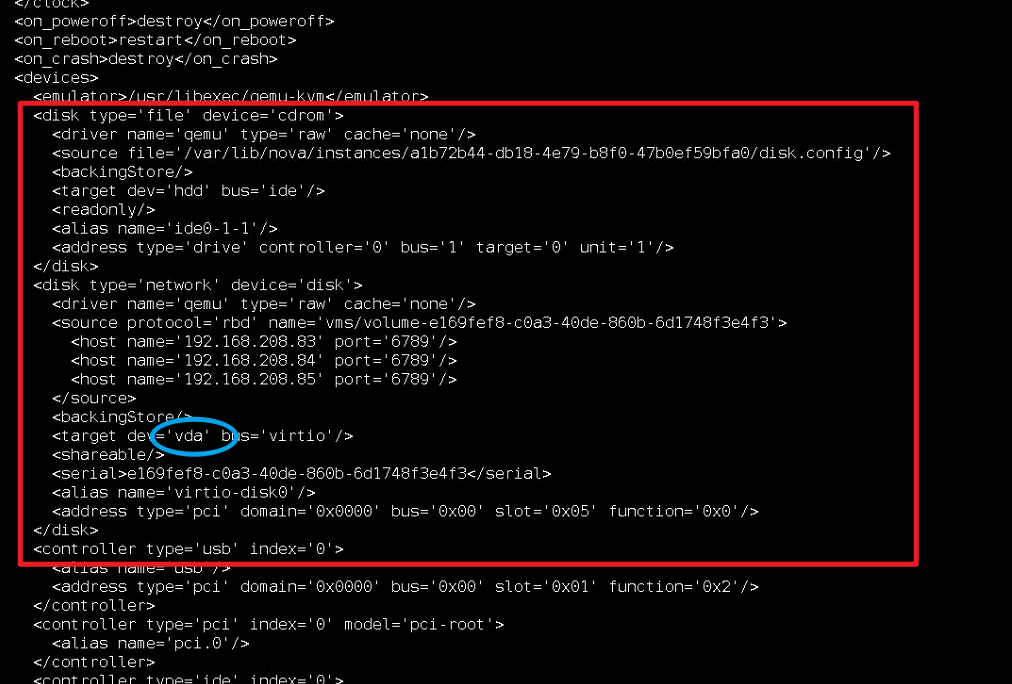 </clock>
<on_poweroff>destroy</on_poweroff>
<on_reboot>restart</on_reboot>
<on_crash>destroy</on_crash>
<devices>
<emulator>/usr/libexec/qemu-kvm</emulator>
<disk type='file' device='cdrom'>
<driver name='qemu' type='raw' cache='none'/>
<source file='/var/lib/nova/instances/a1b72b44-db18-4e79-b8f0-47b0ef59bfa0/disk.config'/>
<backingStore/>
<target dev='hdd' bus='ide'/>
<readonly/>
<alias name='ide0-1-1'/>
<address type='drive' controller='0' bus='1' target='0' unit='1'/>
</disk>
<disk type='network' device='disk'>
<driver name='qemu' type='raw' cache='none'/>
<source protocol='rbd' name='vms/volume-e169fef8-c0a3-40de-860b-6d1748f3e4f3'>
<host name='192.168.208.83' port='6789'/>
<host name='192.168.208.84' port='6789'/>
<host name='192.168.208.85' port='6789'/>
</source>
<backingStore/>
<target dev='vda' bus='virtio'/>
<shareable/>
<serial>e169fef8-c0a3-40de-860b-6d1748f3e4f3</serial>
<alias name='virtio-disk0'/>
<address type='pci' domain='0x0000' bus='0x00' slot='0x05' function='0x0'/>
</disk>
<controller type='usb' index='0'>
<alias name='usb'/>
<address type='pci' domain='0x0000' bus='0x00' slot='0x01' function='0x2'/>
</controller>
<controller type='pci' index='0' model='pci-root'>
<alias name='pci.0'/>
</controller>
<controller type='ide' index='0'>